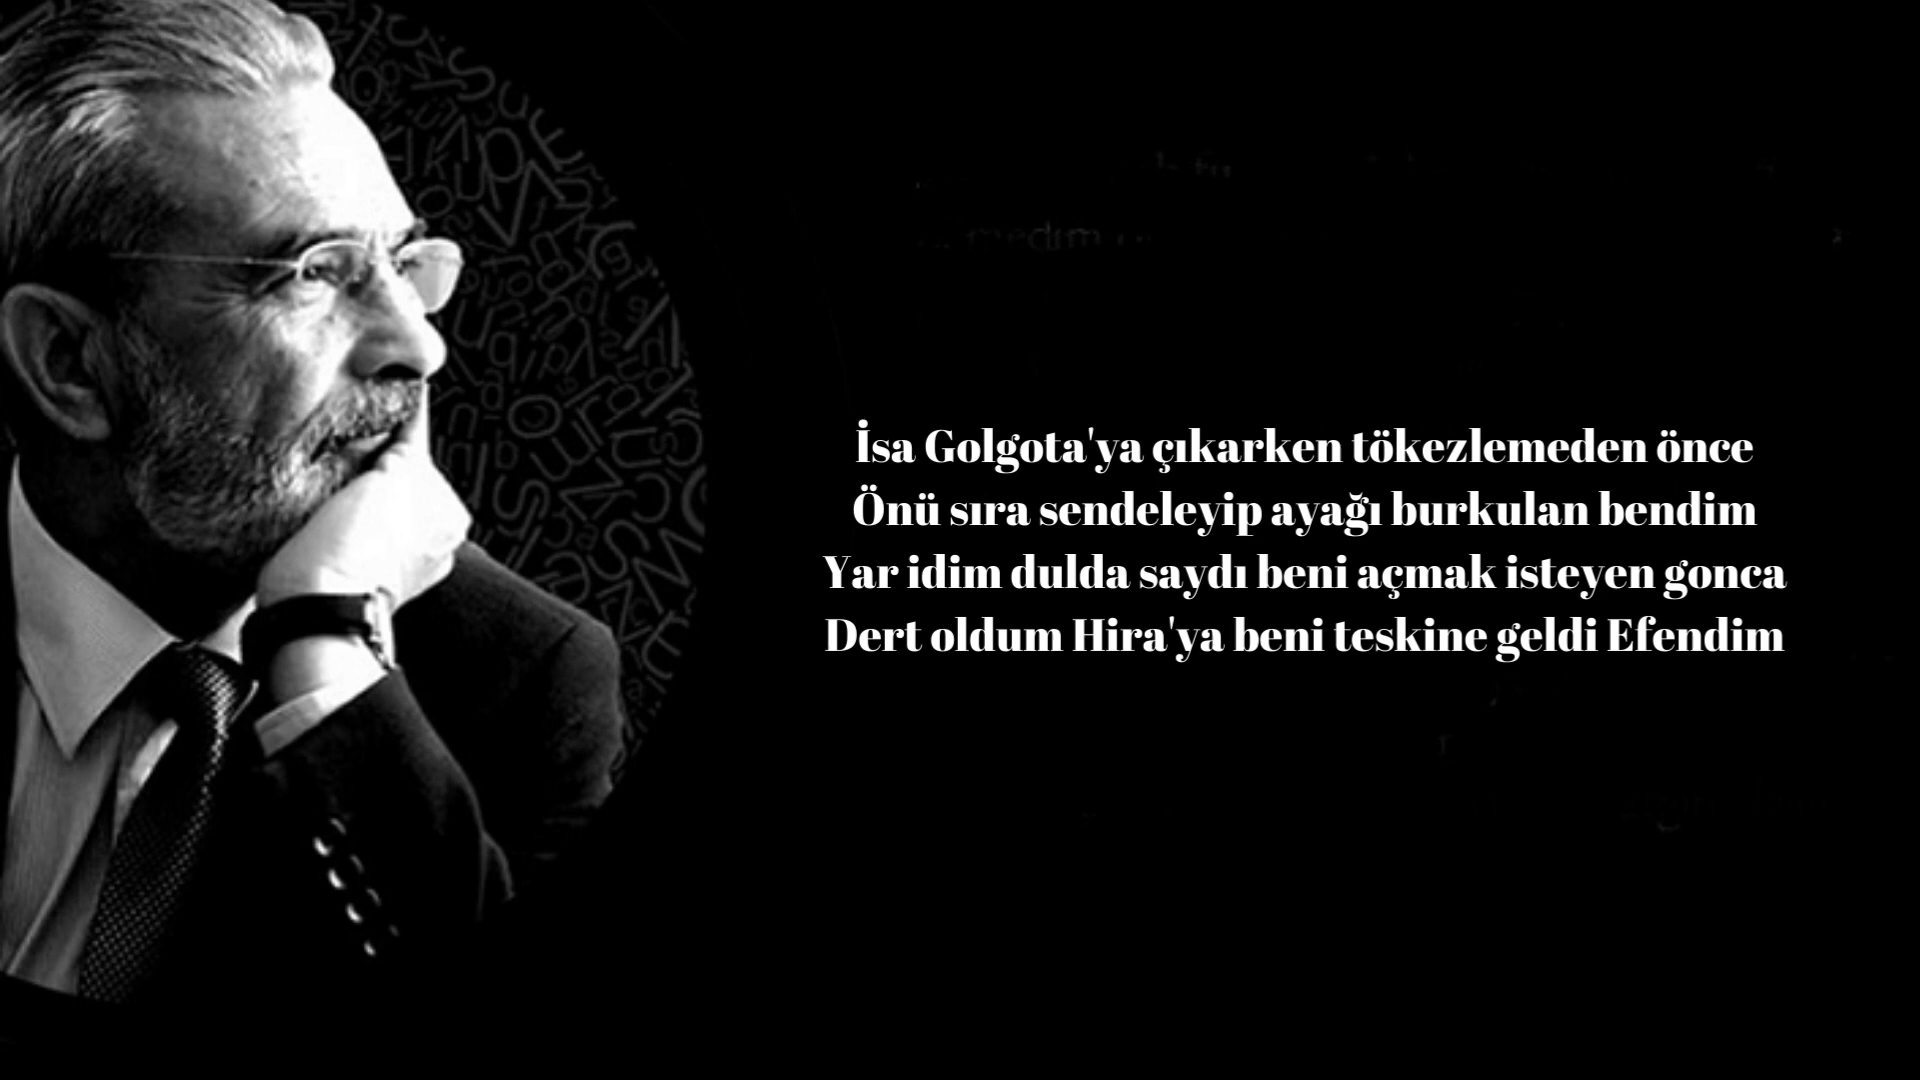 İsa Golgota'ya çıkarken tökezlemeden önce
Önü sıra sendeleyip ayağı burkulan bendim
Yar idim dulda saydı beni açmak isteyen gonca
Dert oldum Hira'ya beni teskine geldi Efendim